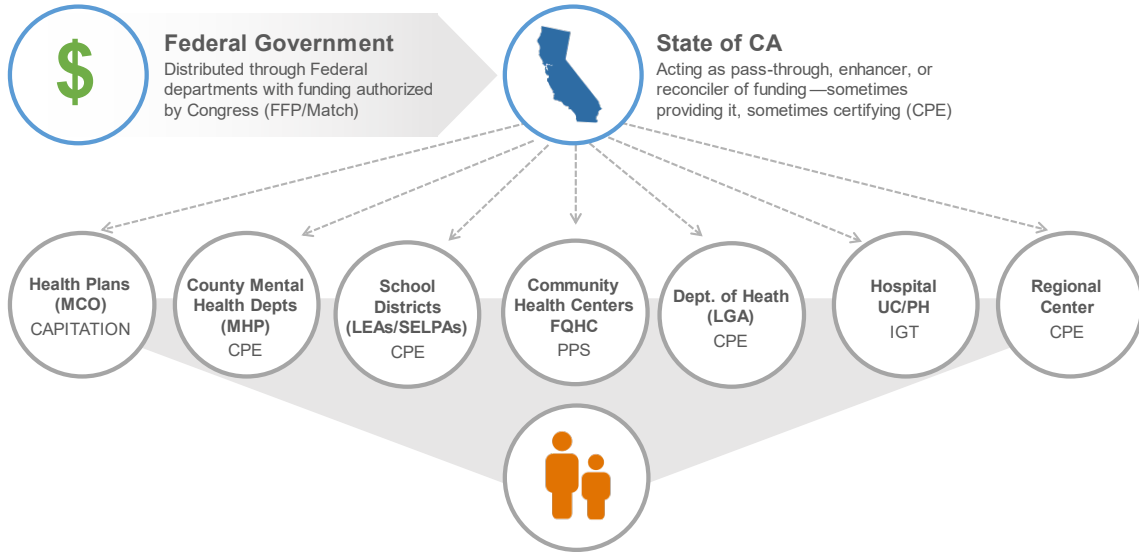 $
Federal Government
Distributed through Federal
departments with funding authorized
by Congress (FFP/Match)
State of CA
Acting as pass-through, enhancer, or
reconciler of funding—sometimes
providing it, sometimes certifying (CPE)
Health Plans
(MCO)
CAPITATION
County Mental
Health Depts
(MHP)
CPE
School
Districts
(LEAs/SELPAs)
CPE
Community
Health Centers
FQHC
PPS
Dept. of Heath
(LGA)
CPE
Hospital
UC/PH
IGT
Regional
Center
CPE